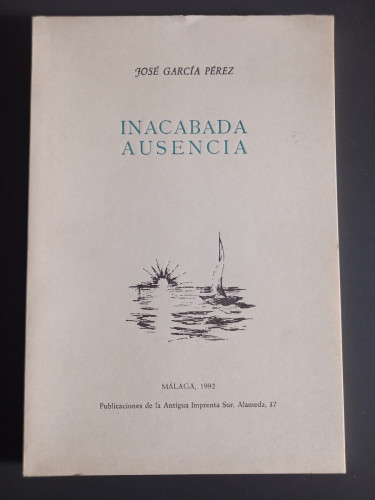 JOSÉ GARCÍA PÉREZ
INACABADA
AUSENCIA
MÁLAGA, 1992
Publicaciones de la Antigua Imprenta Sur. Alameda, 37